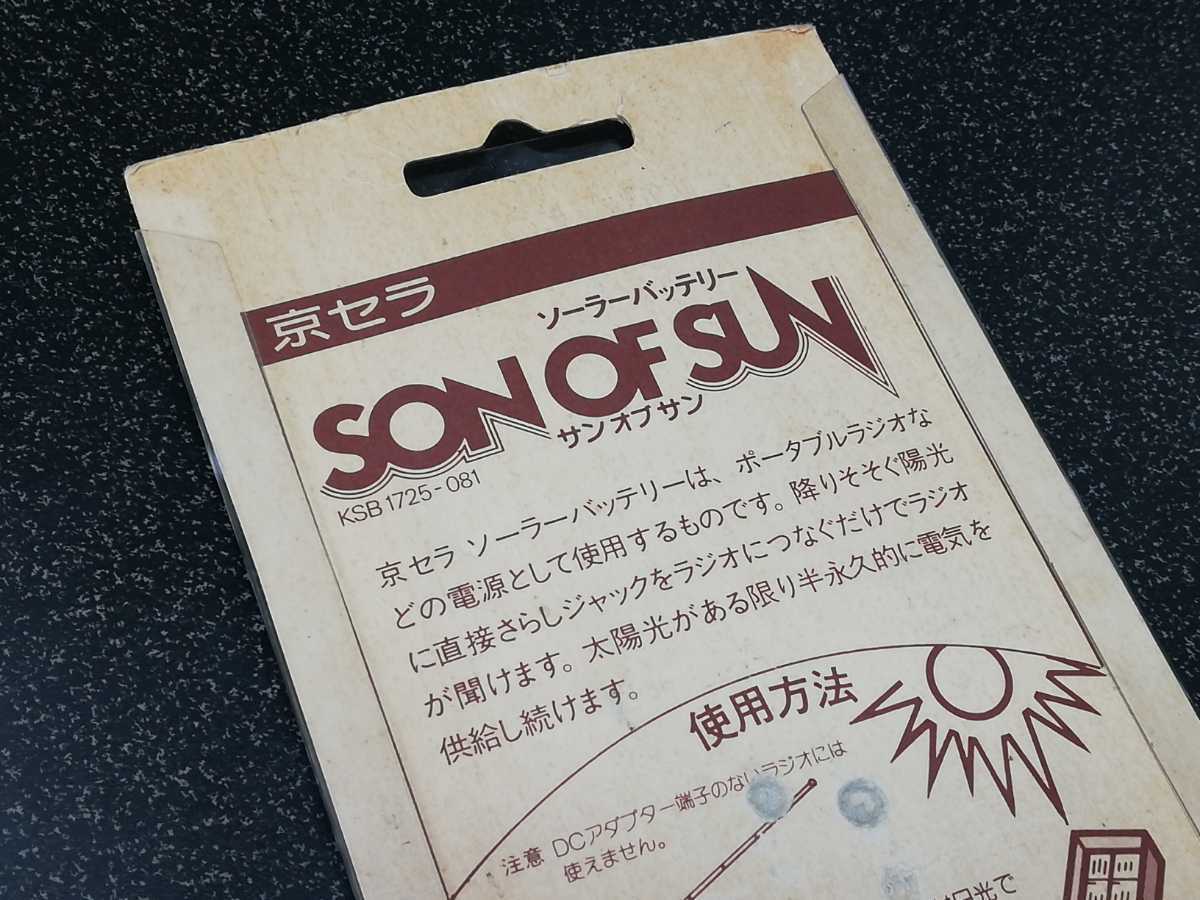 京セラ
ソーラーバッテリー
SON OF SUN
サンオブサン
KSB1725-081
京セラ ソーラーバッテリーは、ポータブルラジオな
どの電源として使用するものです。降りそそぐ陽光
に直接さらしジャックをラジオにつなぐだけでラジオ
が聞けます。太陽光がある限り半永久的に電気を
供給し続けます。
使用方法
注意 DCアダプター端子のないラジオには
使えません。
日光で